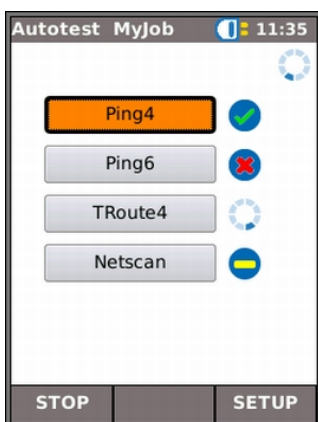 Autotest MyJob 11:35
Ping4
Ping6
TRoute4
Netscan
STOP SETUP